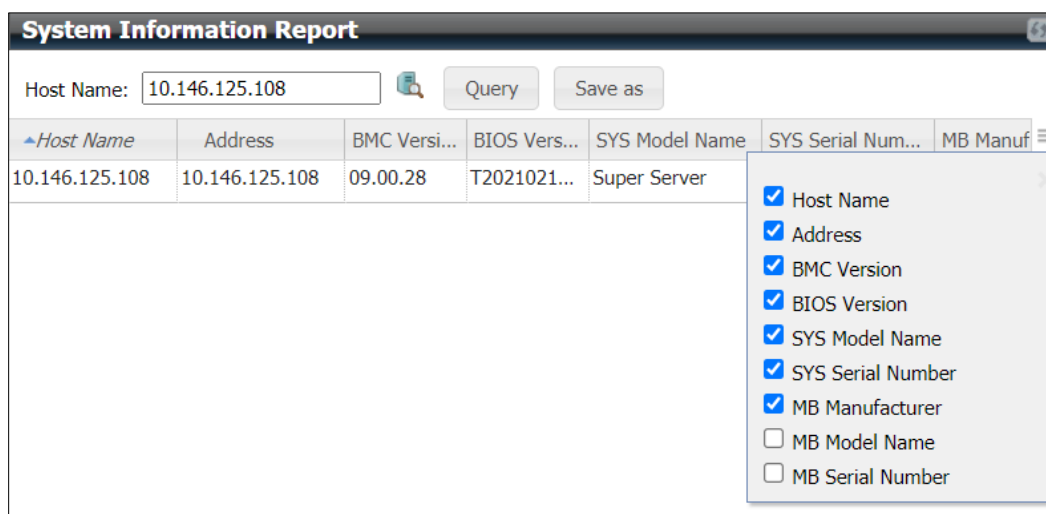 System Information Report
Host Name: 10.146.125.108 Query Save as
Host Name Address BMC Versi... BIOS Vers... SYS Model Name SYS Serial Num... MB Manuf
10.146.125.108 10.146.125.108 09.00.28 T2021021... Super Server
Host Name
Address
BMC Version
BIOS Version
SYS Model Name
SYS Serial Number
MB Manufacturer
MB Model Name
MB Serial Number